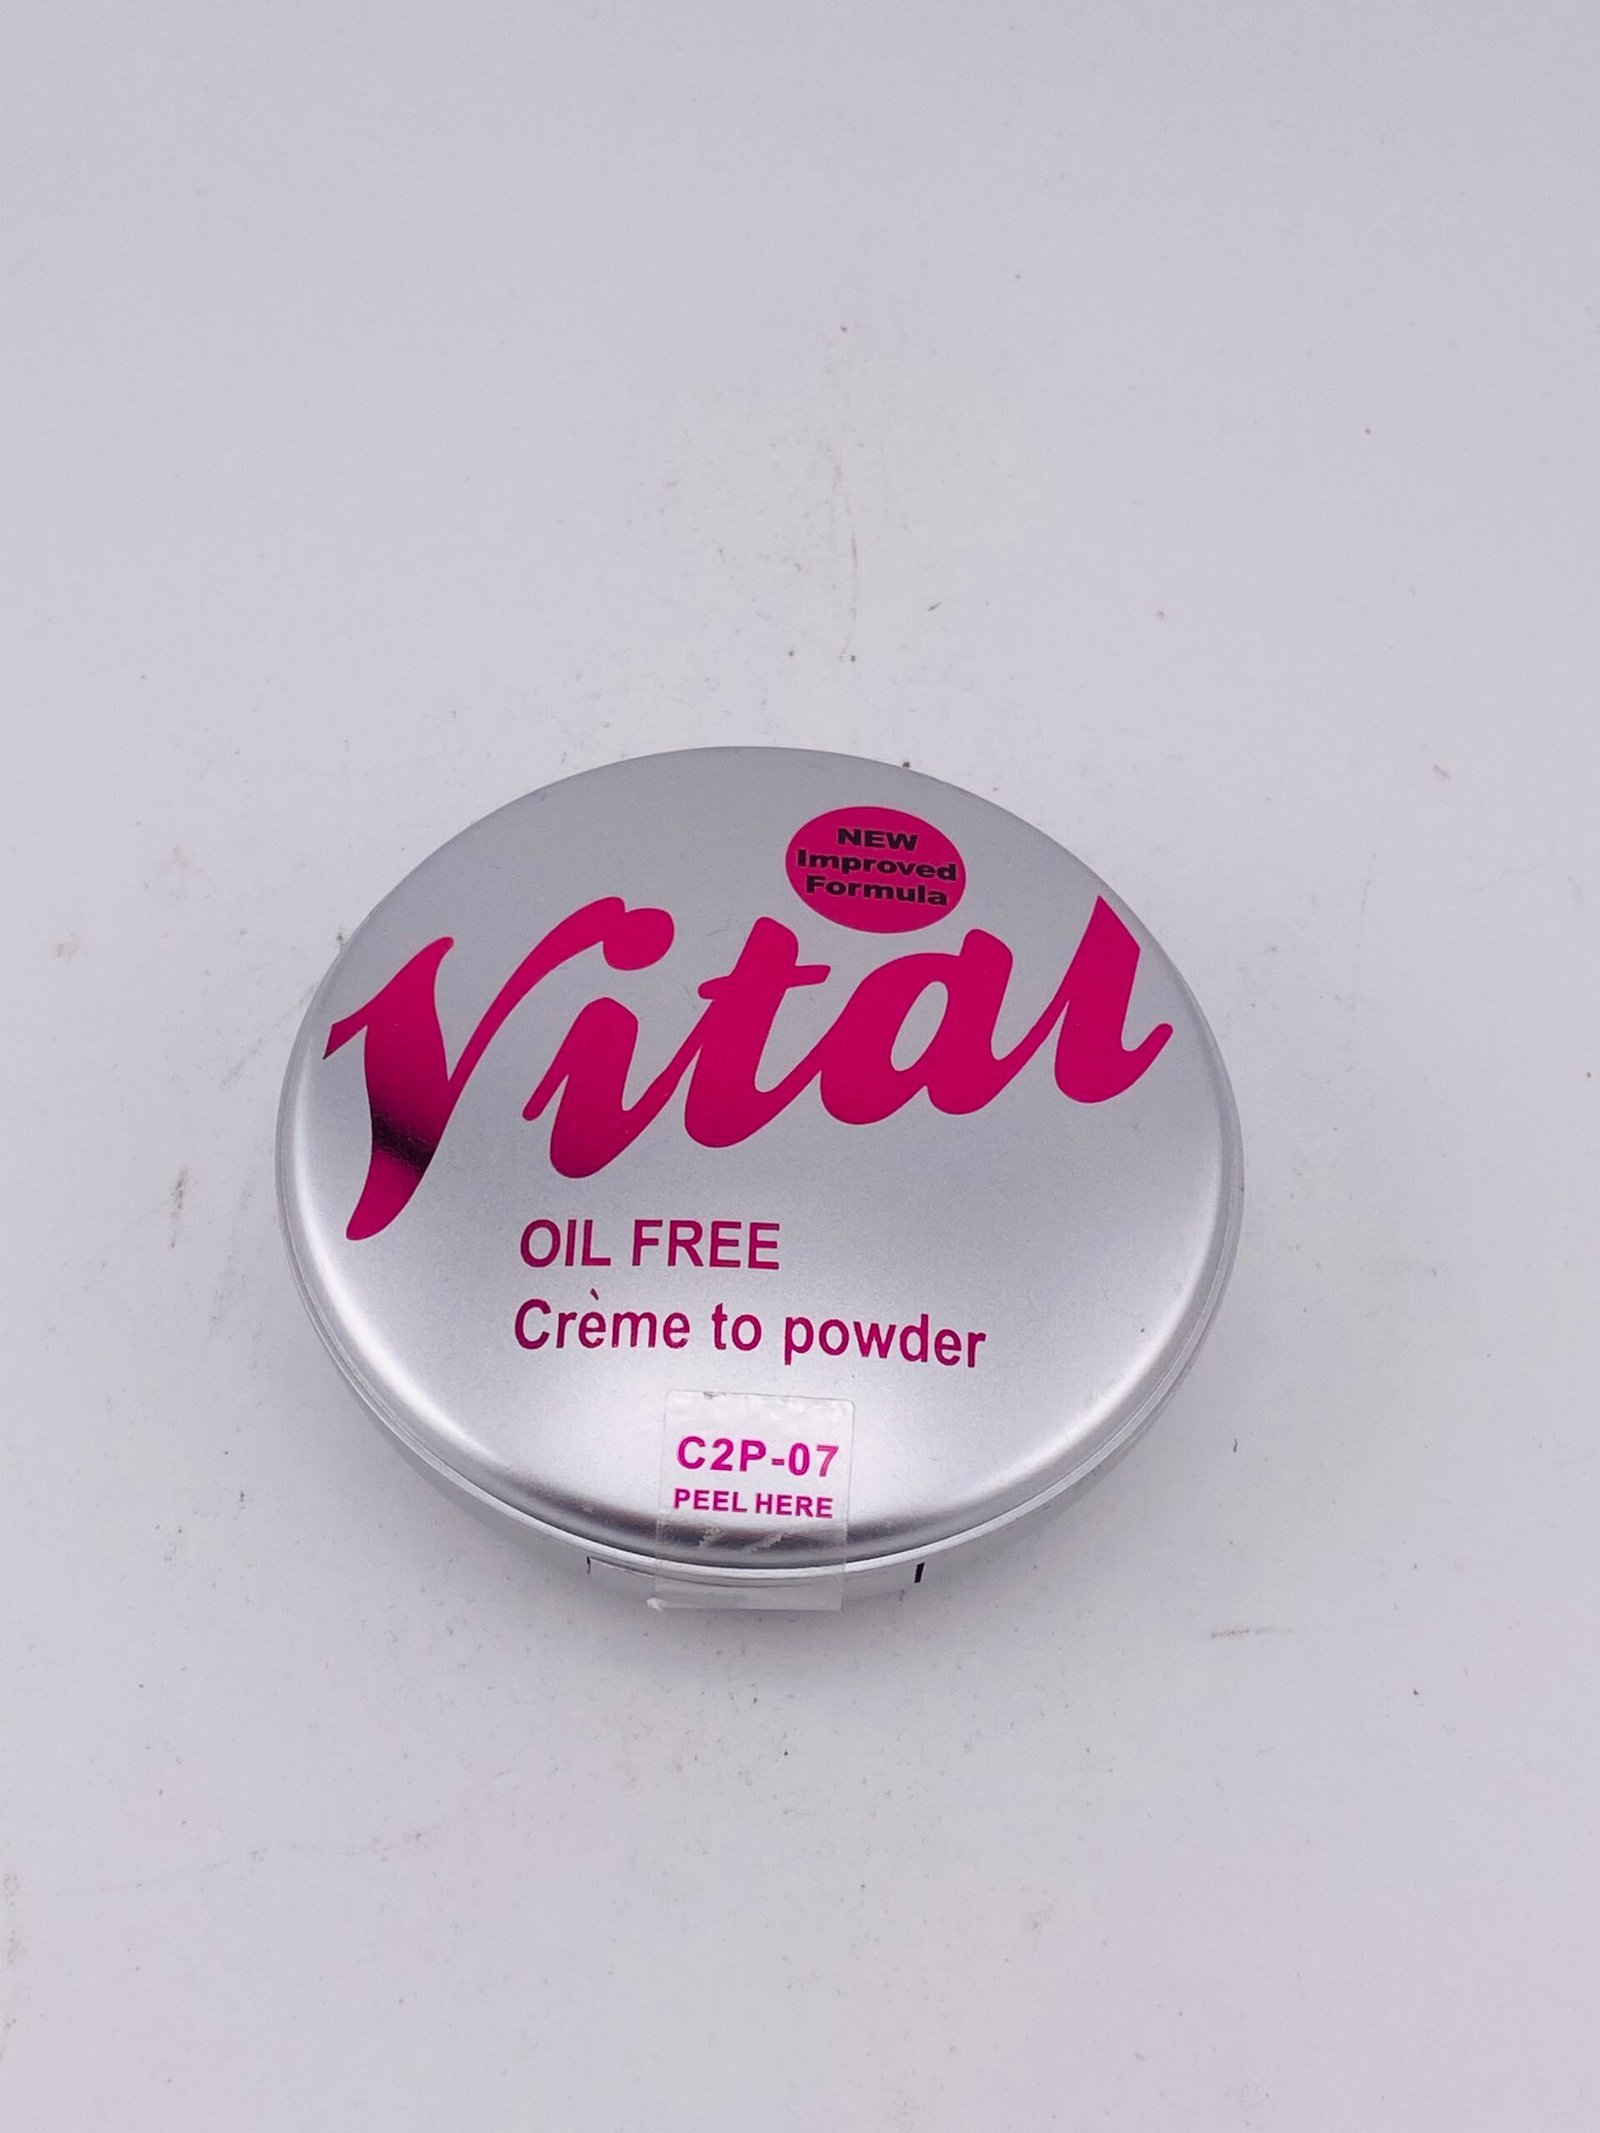 NEW
Improved
Formula
Vital
OIL FREE
Crème to powder
C2P-07
PEEL HERE